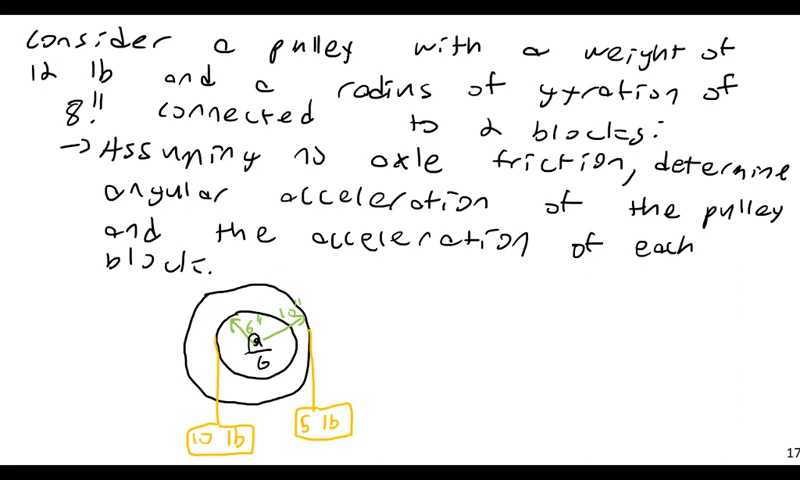 Consider a pulley with a weight of
12 lb and a radius of gyration of
8" connected to 2 blocks:
→ Assuming no axle friction, determine
angular acceleration of the pulley
and the acceleration of each
block.
6" 10"
G
10 lb
5 lb
17